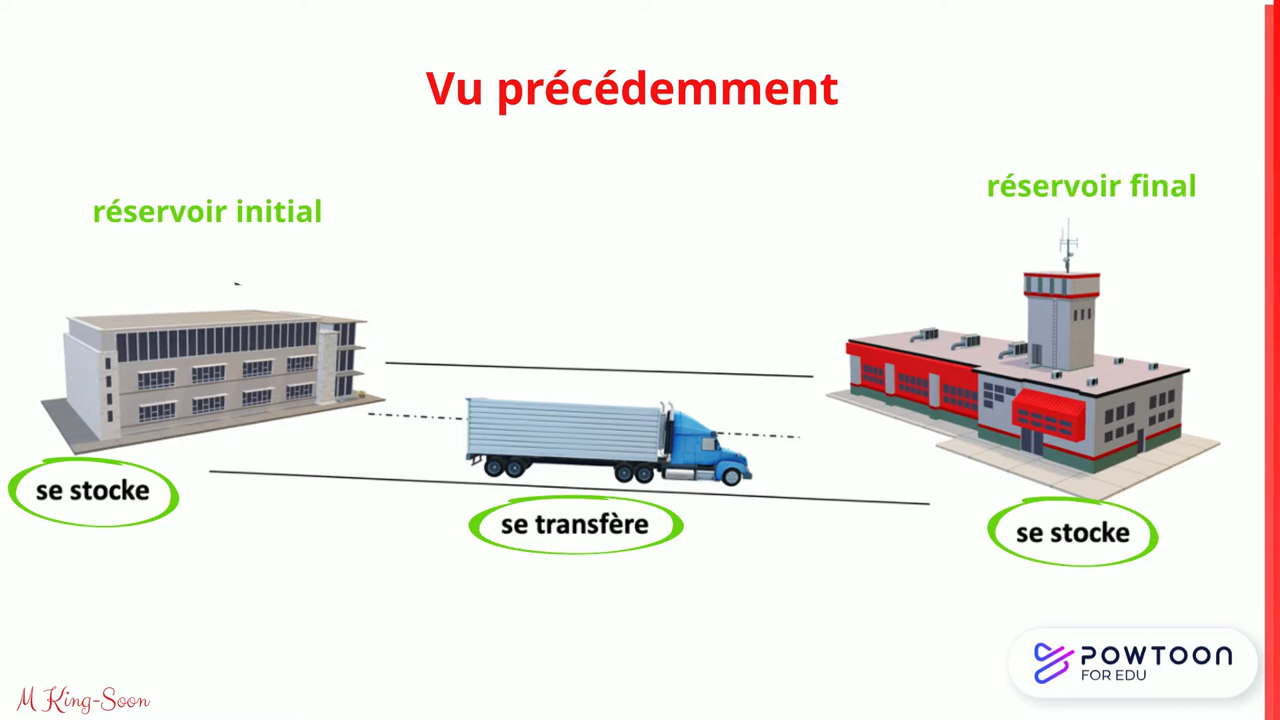 Vu précédemment
réservoir initial
réservoir final
se stocke
se transfère
se stocke
POWTOON
FOR EDU
M King-Soon